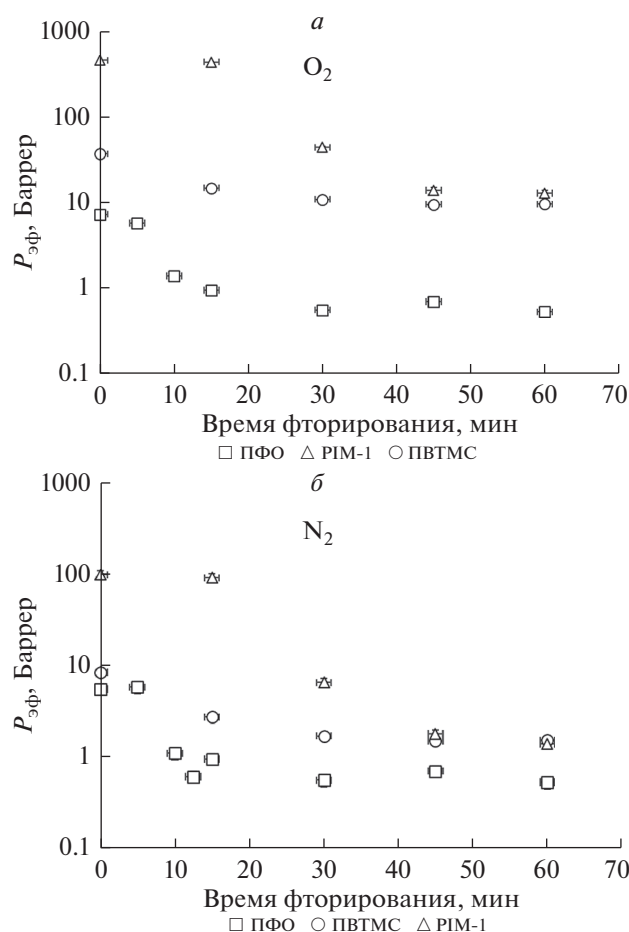 а
O₂
1000
100
10
1
0.1
Pэф, Баррер
0 10 20 30 40 50 60 70
Время фторирования, мин
□ ПФО △ PIM-1 ○ ПВТМС
б
N₂
1000
100
10
1
0.1
Pэф, Баррер
0 10 20 30 40 50 60 70
Время фторирования, мин
□ ПФО ○ ПВТМС △ PIM-1